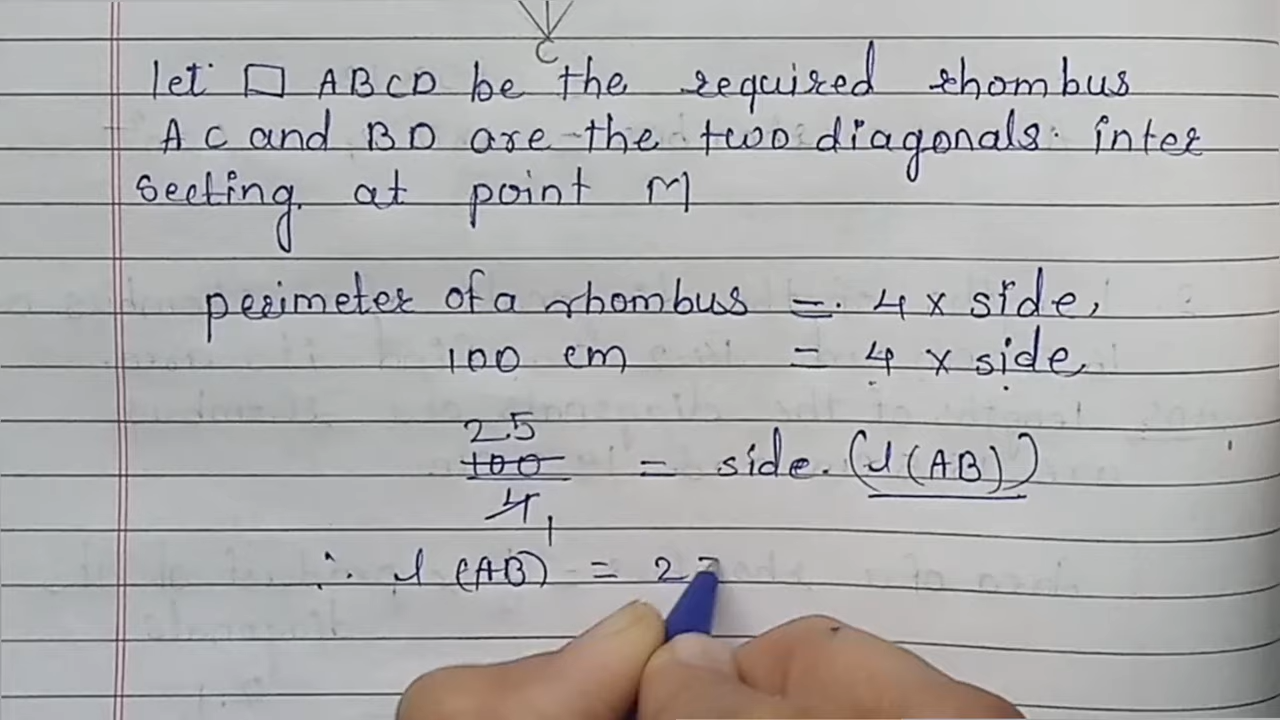 C
let □ ABCD be the required rhombus
AC and BD are the two diagonals. inter
secting. at point M
perimeter of a rhombus = 4 x side,
100 cm = 4 x side,
25
100 = side. (l(AB))
4 1
∴ l(AB) = 2